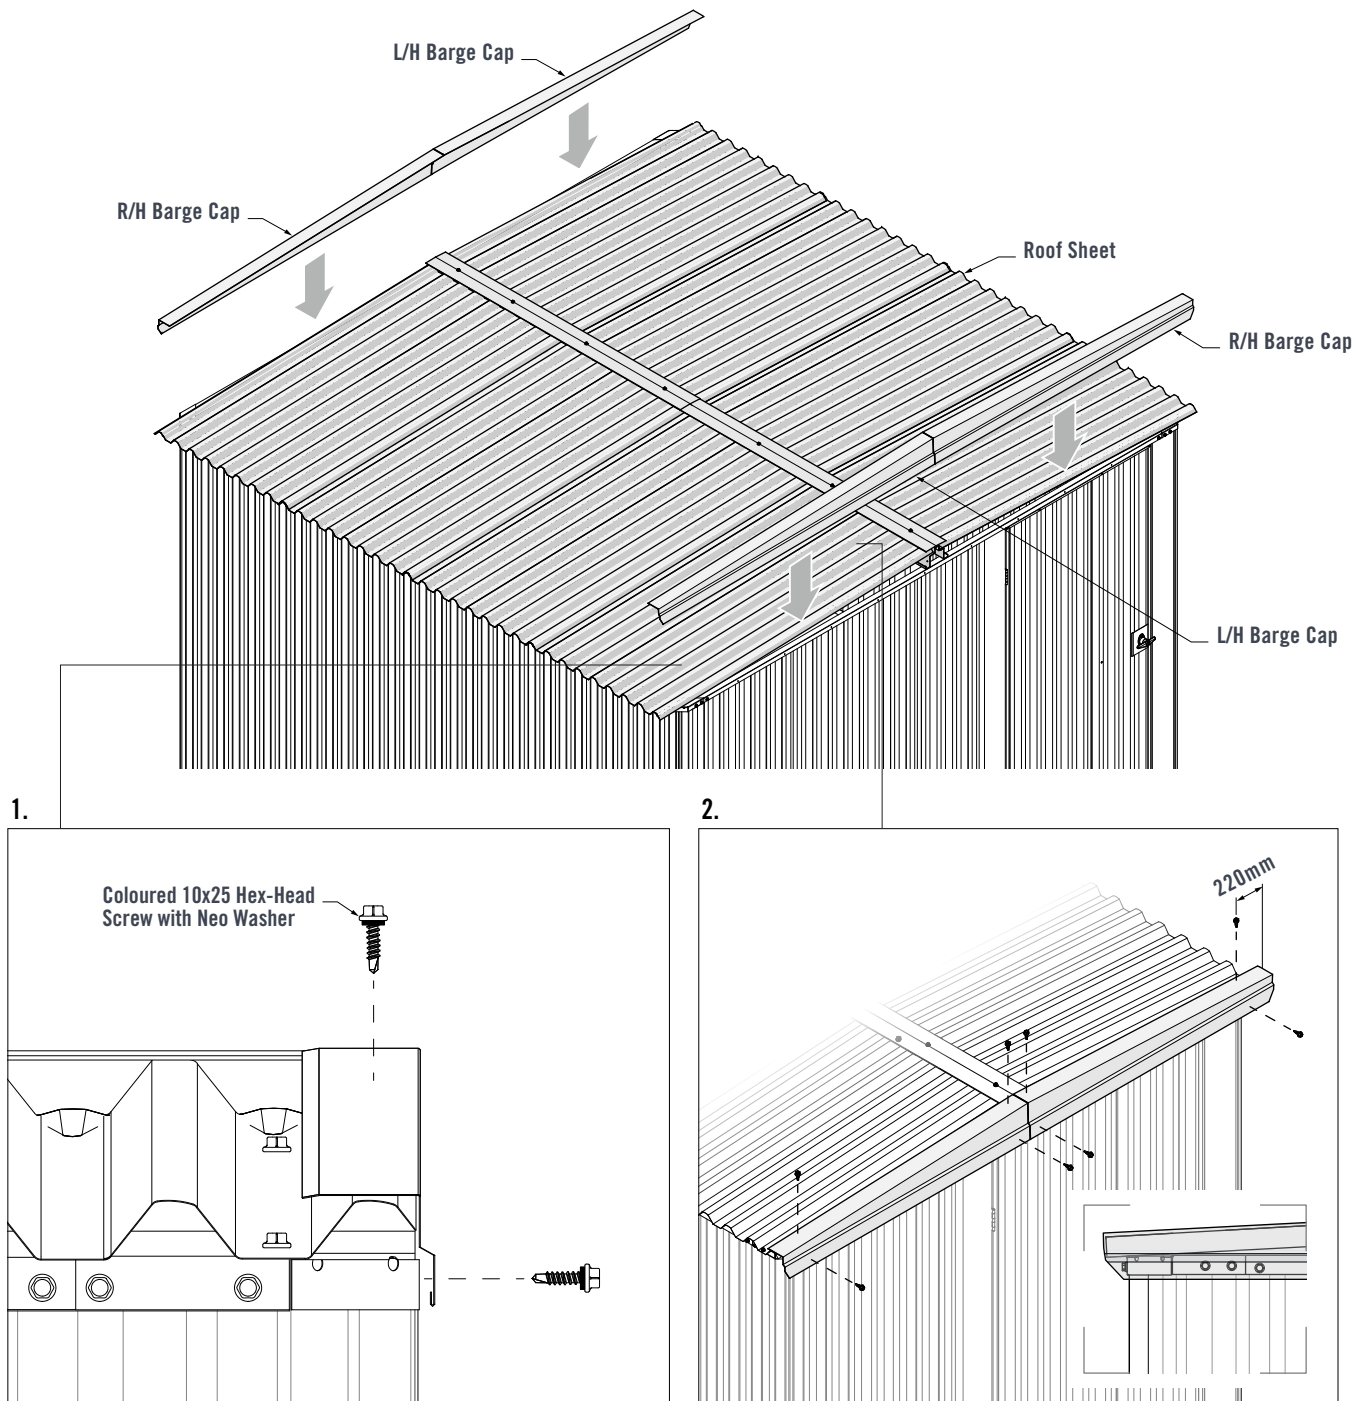 L/H Barge Cap
R/H Barge Cap
Roof Sheet
R/H Barge Cap
L/H Barge Cap
1.
2.
Coloured 10x25 Hex-Head
Screw with Neo Washer
220mm